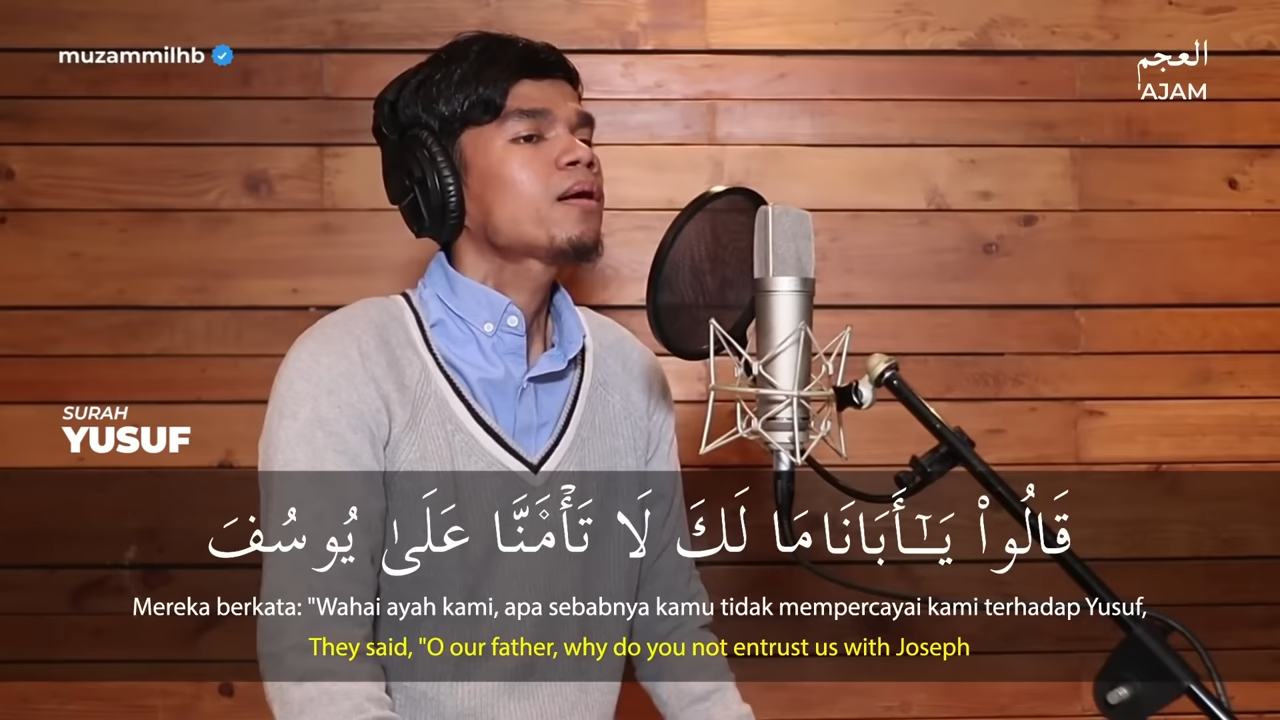 muzammilhb
العجم
'AJAM
SURAH
YUSUF
قَالُوا۟ يَـٰٓأَبَانَا مَا لَكَ لَا تَأْمَ۫نَّا عَلَىٰ يُوسُفَ
Mereka berkata: "Wahai ayah kami, apa sebabnya kamu tidak mempercayai kami terhadap Yusuf,
They said, "O our father, why do you not entrust us with Joseph